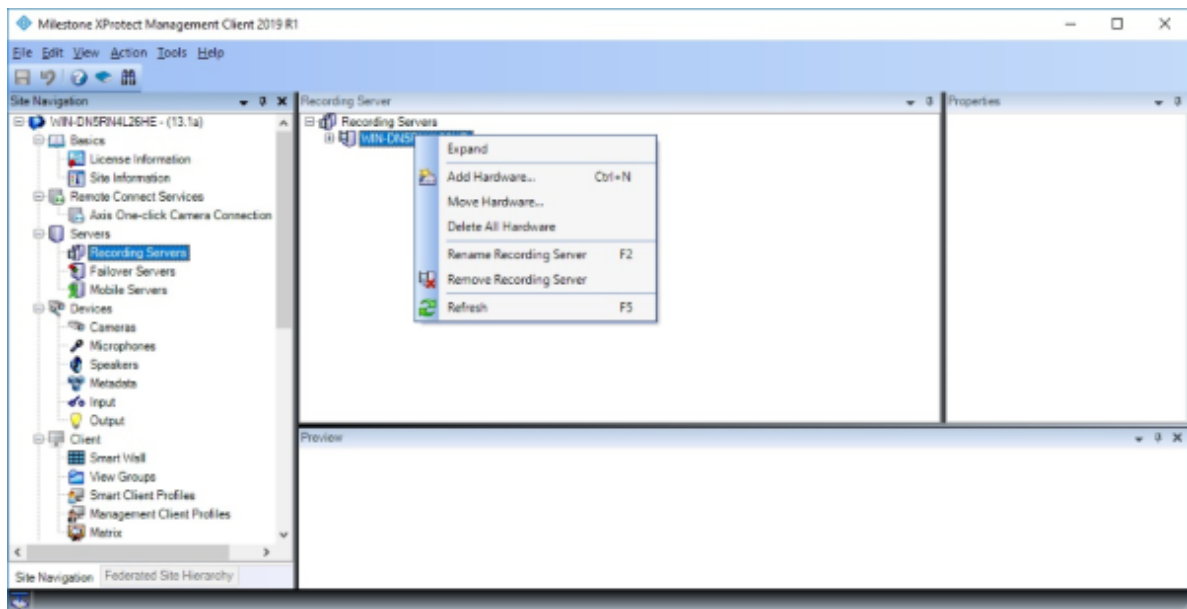 Milestone XProtect Management Client 2019 R1
File Edit View Action Tools Help
Site Navigation
WIN-DN5RN4L26HE - (13.1a)
Basics
License Information
Site Information
Remote Connect Services
Axis One-click Camera Connection
Servers
Recording Servers
Failover Servers
Mobile Servers
Devices
Cameras
Microphones
Speakers
Metadata
Input
Output
Client
Smart Wall
View Groups
Smart Client Profiles
Management Client Profiles
Matrix
Site Navigation Federated Site Hierarchy
Recording Server
Recording Servers
Expand
Add Hardware... Ctrl+N
Move Hardware...
Delete All Hardware
Rename Recording Server F2
Remove Recording Server
Refresh F5
Properties
Preview